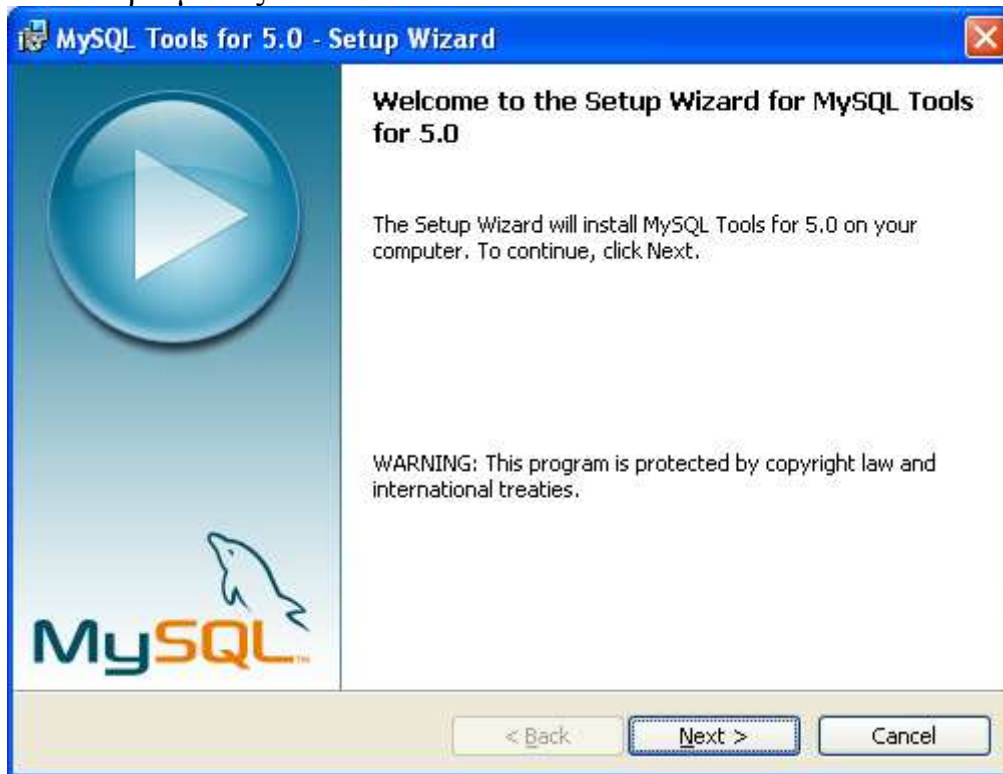 MySQL Tools for 5.0 - Setup Wizard
Welcome to the Setup Wizard for MySQL Tools
for 5.0
The Setup Wizard will install MySQL Tools for 5.0 on your
computer. To continue, click Next.
WARNING: This program is protected by copyright law and
international treaties.
MySQL
< Back
Next >
Cancel